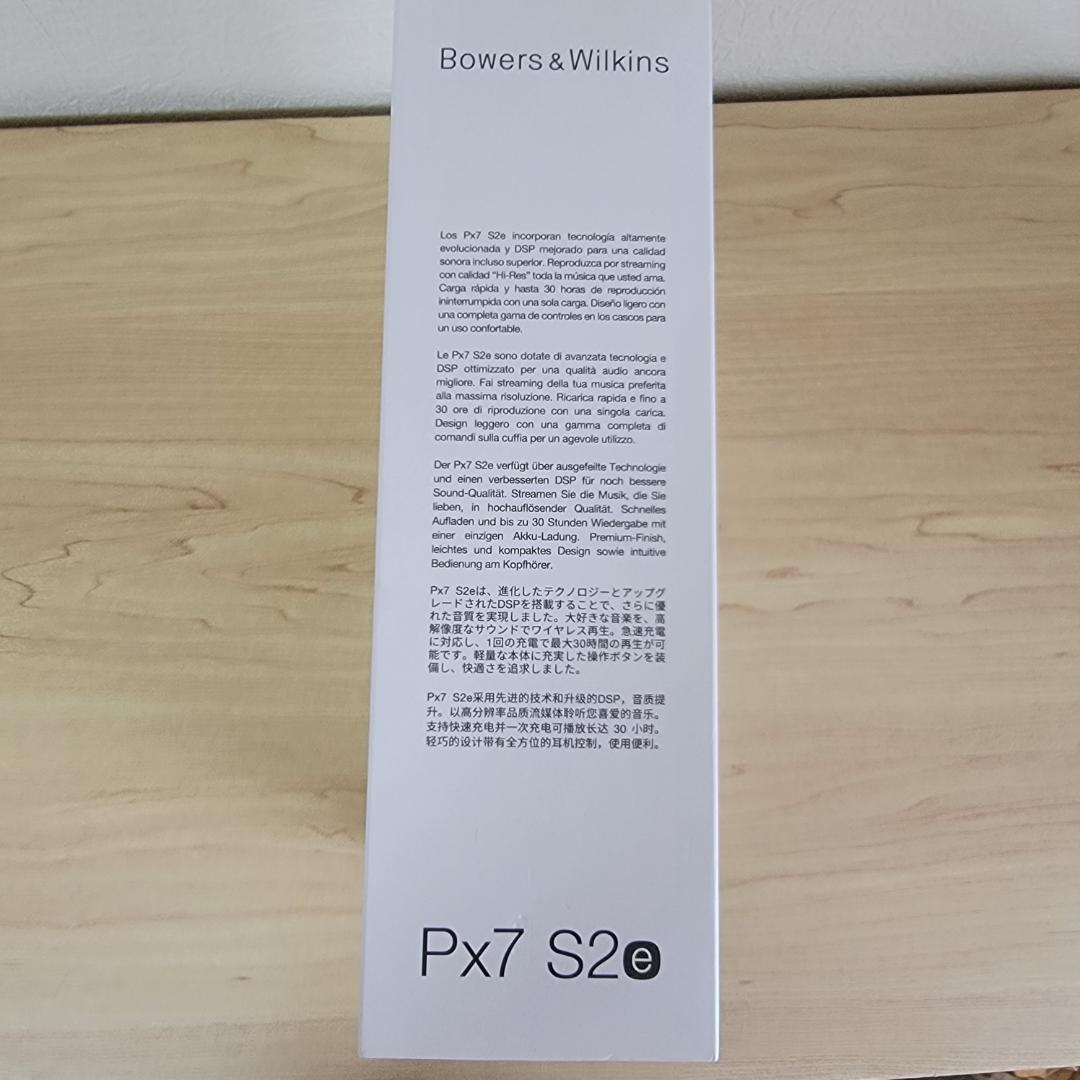 Bowers & Wilkins
Los Px7 S2e incorporan tecnología altamente
evolucionada y DSP mejorado para una calidad
sonora incluso superior. Reproduzca por streaming
con calidad "Hi-Res" toda la música que usted ama.
Carga rápida y hasta 30 horas de reproducción
ininterrumpida con una sola carga. Diseño ligero con
una completa gama de controles en los cascos para
un uso confortable.
Le Px7 S2e sono dotate di avanzata tecnologia e
DSP ottimizzato per una qualità audio ancora
migliore. Fai streaming della tua musica preferita
alla massima risoluzione. Ricarica rapida e fino a
30 ore di riproduzione con una singola carica.
Design leggero con una gamma completa di
comandi sulla cuffia per un agevole utilizzo.
Der Px7 S2e verfügt über ausgefeilte Technologie
und einen verbesserten DSP für noch bessere
Sound-Qualität. Streamen Sie die Musik, die Sie
lieben, in hochauflösender Qualität. Schnelles
Aufladen und bis zu 30 Stunden Wiedergabe mit
einer einzigen Akku-Ladung. Premium-Finish,
leichtes und kompaktes Design sowie intuitive
Bedienung am Kopfhörer.
Px7 S2eは、進化したテクノロジーとアップグ
レードされたDSPを搭載することで、さらに優
れた音質を実現しました。大好きな音楽を、高
解像度なサウンドでワイヤレス再生。急速充電
に対応し、1回の充電で最大30時間の再生が可
能です。軽量な本体に充実した操作ボタンを装
備し、快適さを追求しました。
Px7 S2e采用先进的技术和升级的DSP，音质提
升。以高分辨率品质流媒体聆听您喜爱的音乐。
支持快速充电并一次充电可播放长达 30 小时。
轻巧的设计带有全方位的耳机控制，使用便利。
Px7 S2e